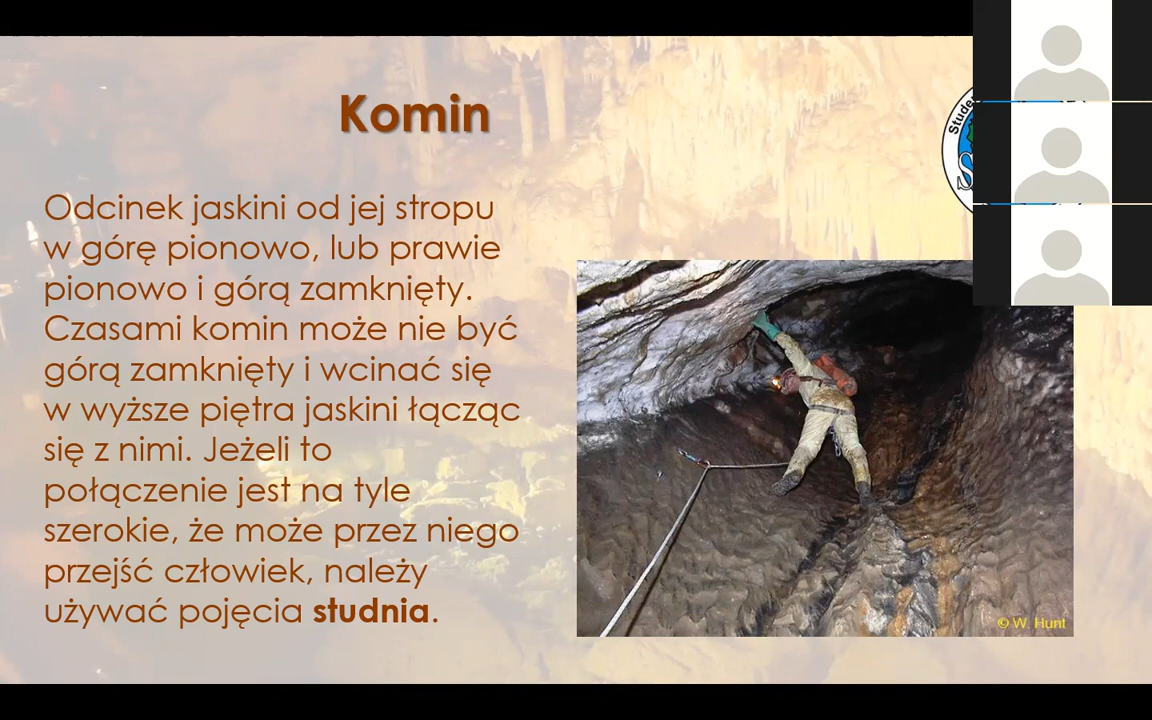 Komin
Odcinek jaskini od jej stropu
w górę pionowo, lub prawie
pionowo i górą zamknięty.
Czasami komin może nie być
górą zamknięty i wcinać się
w wyższe piętra jaskini łącząc
się z nimi. Jeżeli to
połączenie jest na tyle
szerokie, że może przez niego
przejść człowiek, należy
używać pojęcia studnia.
© W. Hunt